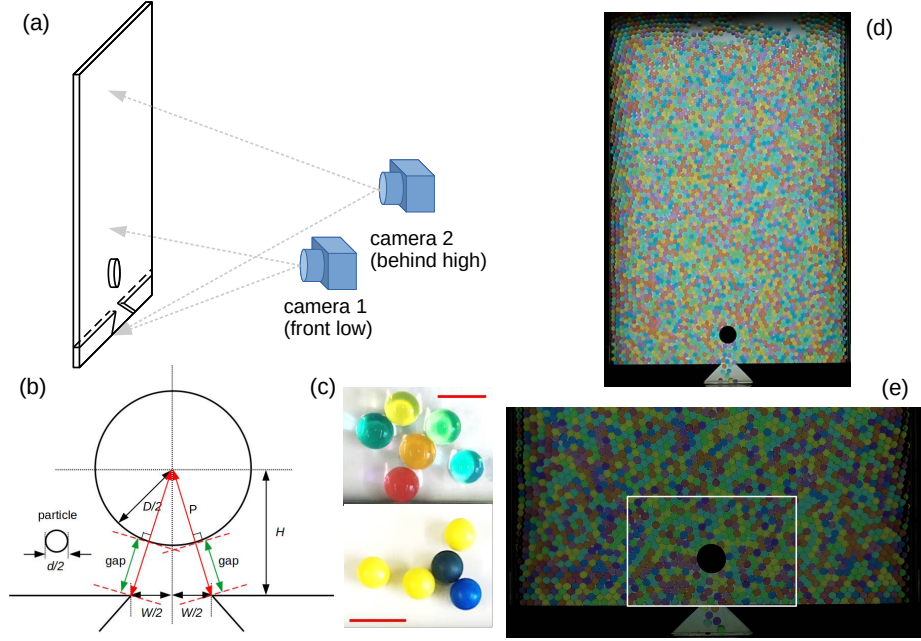 (a)
camera 2
(behind high)
camera 1
(front low)
(b)
D/2
P
H
particle
d/2
gap
gap
W/2
W/2
(c)
(d)
(e)